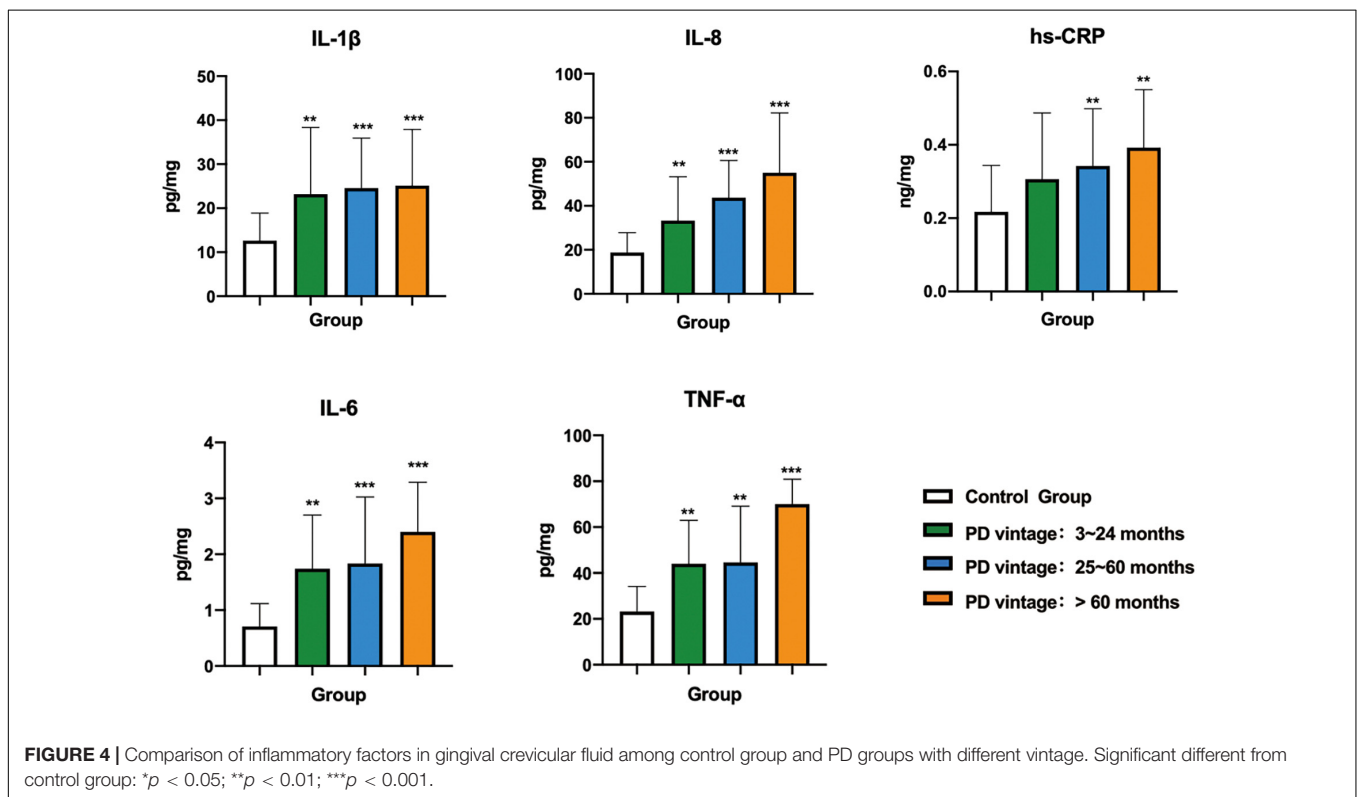 IL-1β
50
40
30
20
10
0
pg/mg
** *** ***
Group
IL-8
100
80
60
40
20
0
pg/mg
** *** ***
Group
hs-CRP
0.6
0.4
0.2
0.0
ng/mg
** **
Group
IL-6
4
3
2
1
0
pg/mg
** *** ***
Group
TNF-α
100
80
60
40
20
0
pg/mg
** ** ***
Group
Control Group
PD vintage: 3~24 months
PD vintage: 25~60 months
PD vintage: > 60 months
FIGURE 4 | Comparison of inflammatory factors in gingival crevicular fluid among control group and PD groups with different vintage. Significant different from
control group: *p < 0.05; **p < 0.01; ***p < 0.001.